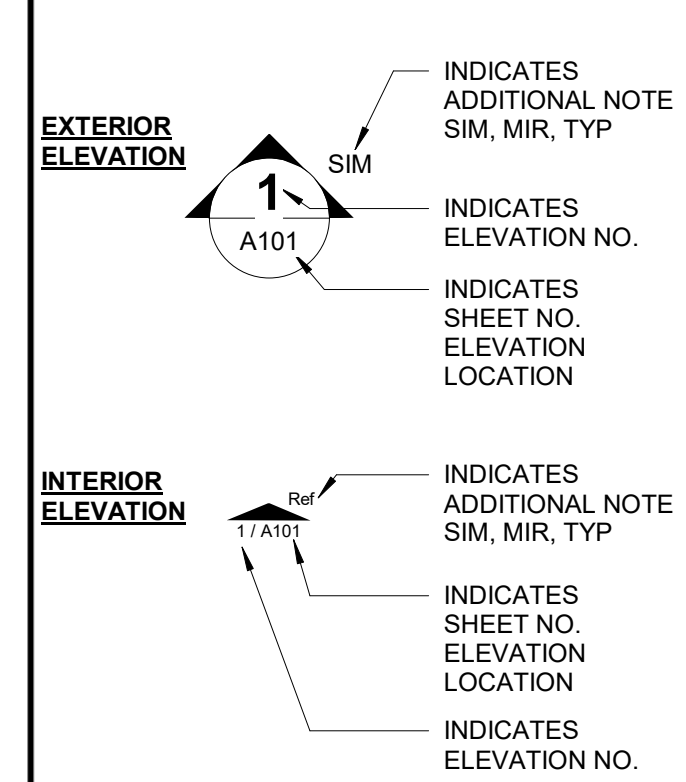 EXTERIOR
ELEVATION
INDICATES
ADDITIONAL NOTE
SIM, MIR, TYP
SIM
1
A101
INDICATES
ELEVATION NO.
INDICATES
SHEET NO.
ELEVATION
LOCATION
INTERIOR
ELEVATION
Ref
1 / A101
INDICATES
ADDITIONAL NOTE
SIM, MIR, TYP
INDICATES
SHEET NO.
ELEVATION
LOCATION
INDICATES
ELEVATION NO.